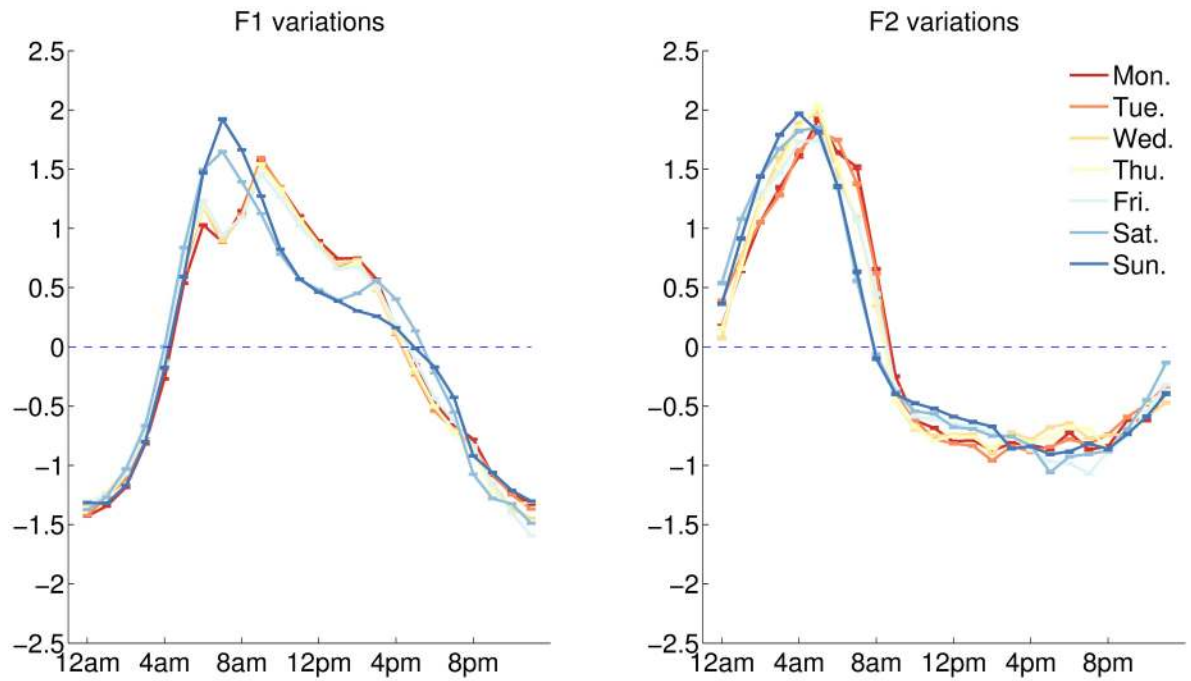 F1 variations
2.5
2
1.5
1
0.5
0
−0.5
−1
−1.5
−2
−2.5
12am 4am 8am 12pm 4pm 8pm
F2 variations
2.5
2
1.5
1
0.5
0
−0.5
−1
−1.5
−2
−2.5
12am 4am 8am 12pm 4pm 8pm
Mon.
Tue.
Wed.
Thu.
Fri.
Sat.
Sun.